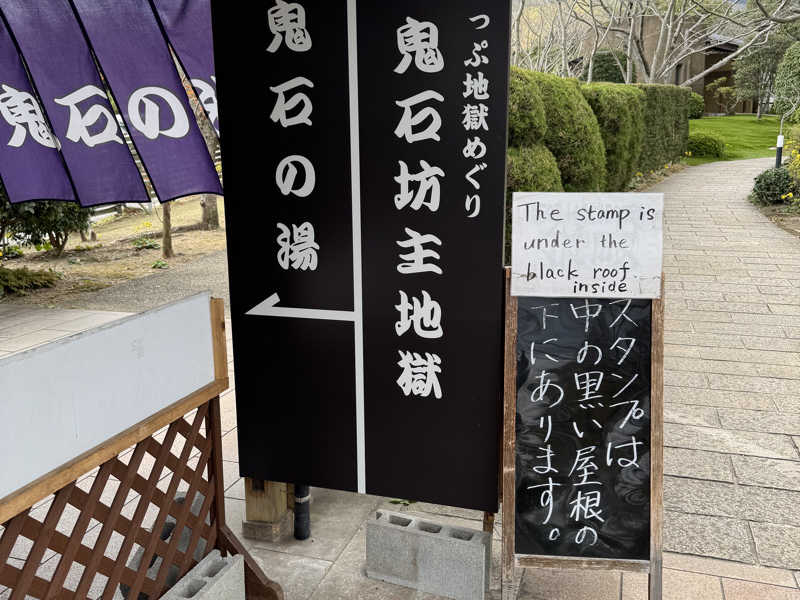 鬼石の
つぷ地獄めぐり
鬼石坊主地獄
鬼石の湯
The stamp is
under the
black roof.
inside
スタンプは
中の黒い屋根の
下にあります。